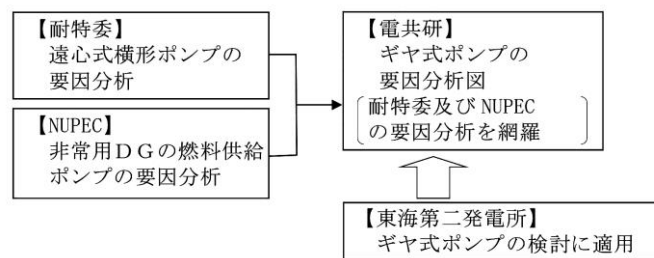 【耐特委】
遠心式横形ポンプの
要因分析
【NUPEC】
非常用DGの燃料供給
ポンプの要因分析
【電共研】
ギヤ式ポンプの
要因分析図
耐特委及びNUPEC
の要因分析を網羅
【東海第二発電所】
ギヤ式ポンプの検討に適用